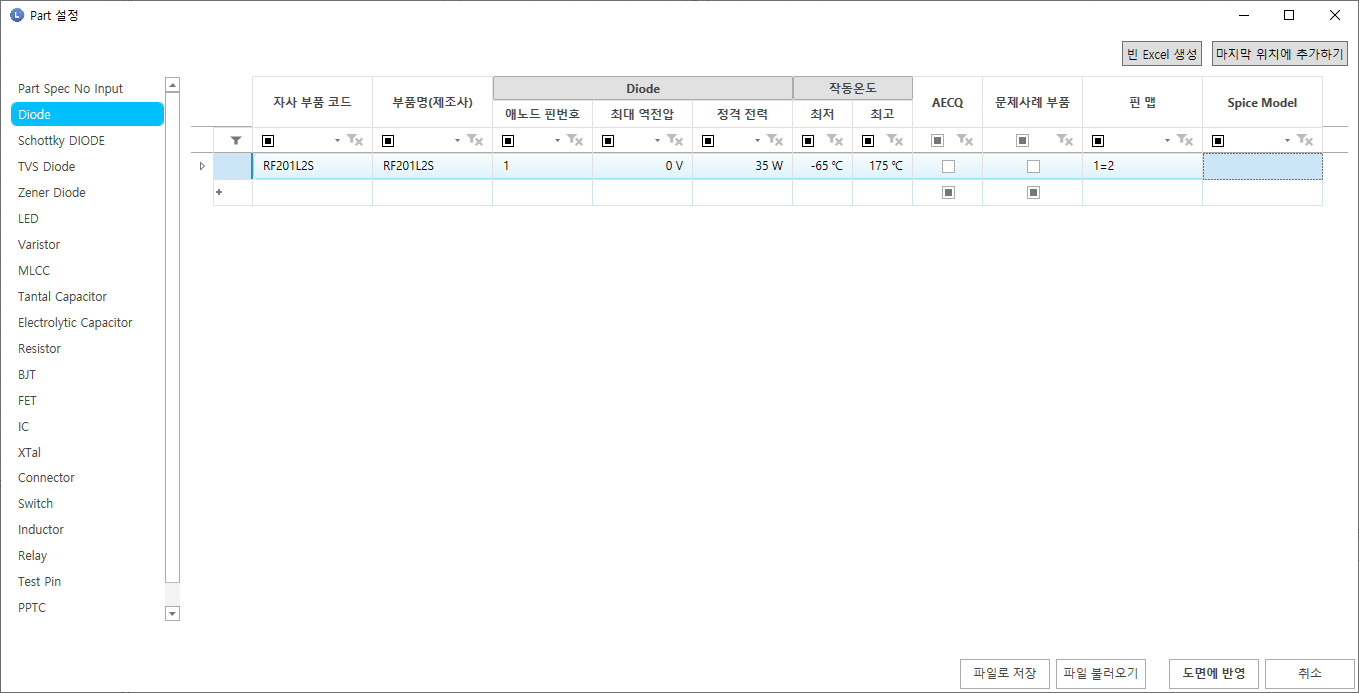 Part 설정
빈 Excel 생성 마지막 위치에 추가하기
Part Spec No Input
Diode
Schottky DIODE
TVS Diode
Zener Diode
LED
Varistor
MLCC
Tantal Capacitor
Electrolytic Capacitor
Resistor
BJT
FET
IC
XTal
Connector
Switch
Inductor
Relay
Test Pin
PPTC
자사 부품 코드 부품명(제조사) Diode 작동온도 AECQ 문제사례 부품 핀 맵 Spice Model
애노드 핀번호 최대 역전압 정격 전력 최저 최고
RF201L2S RF201L2S 1 0 V 35 W -65 ℃ 175 ℃ 1=2
파일로 저장 파일 불러오기 도면에 반영 취소